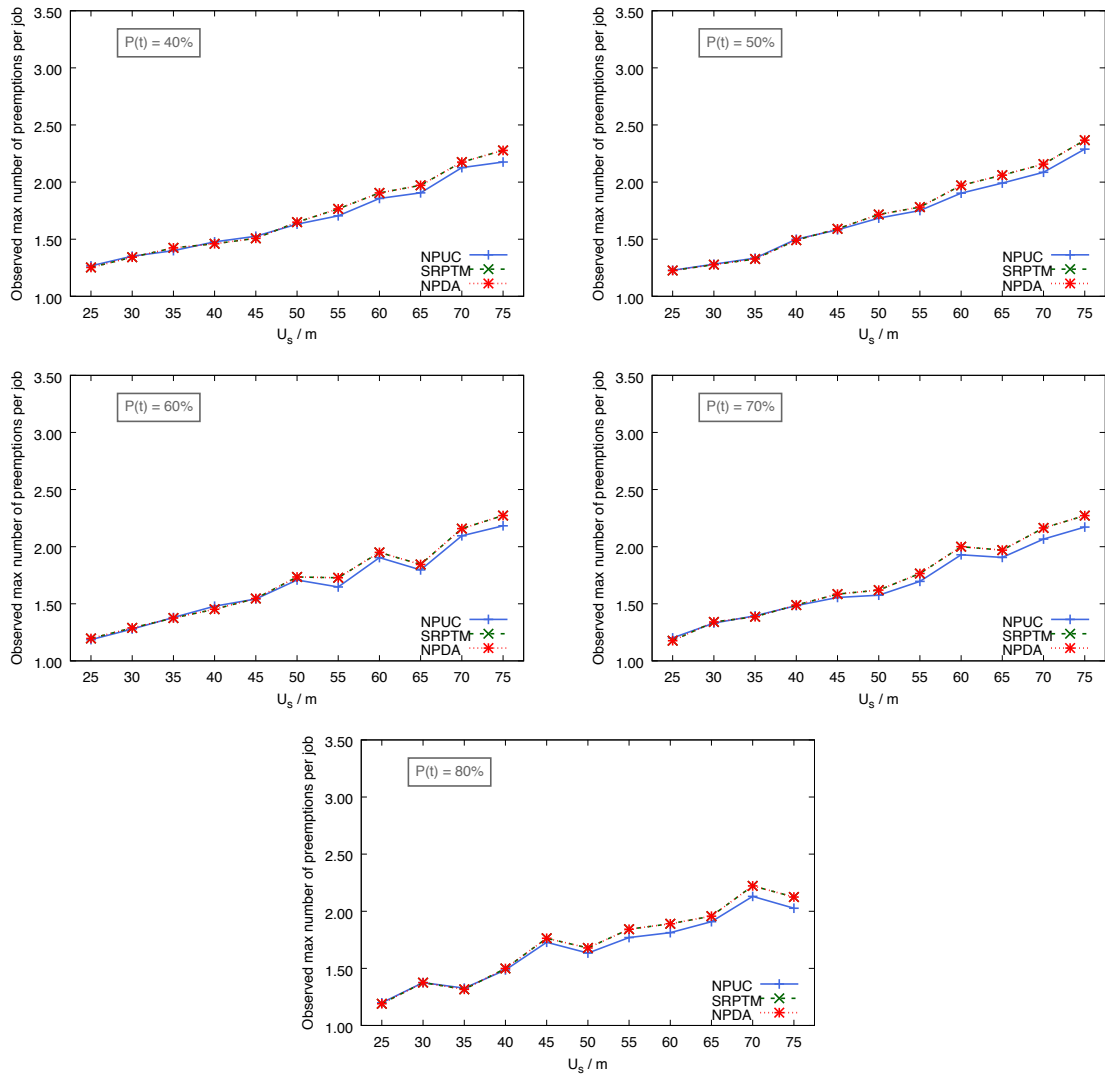 Observed max number of preemptions per job
3.50
3.00
2.50
2.00
1.50
1.00
P(t) = 40%
NPUC
SRPTM
NPDA
25 30 35 40 45 50 55 60 65 70 75
U_s / m
Observed max number of preemptions per job
3.50
3.00
2.50
2.00
1.50
1.00
P(t) = 50%
NPUC
SRPTM
NPDA
25 30 35 40 45 50 55 60 65 70 75
U_s / m
Observed max number of preemptions per job
3.50
3.00
2.50
2.00
1.50
1.00
P(t) = 60%
NPUC
SRPTM
NPDA
25 30 35 40 45 50 55 60 65 70 75
U_s / m
Observed max number of preemptions per job
3.50
3.00
2.50
2.00
1.50
1.00
P(t) = 70%
NPUC
SRPTM
NPDA
25 30 35 40 45 50 55 60 65 70 75
U_s / m
Observed max number of preemptions per job
3.50
3.00
2.50
2.00
1.50
1.00
P(t) = 80%
NPUC
SRPTM
NPDA
25 30 35 40 45 50 55 60 65 70 75
U_s / m